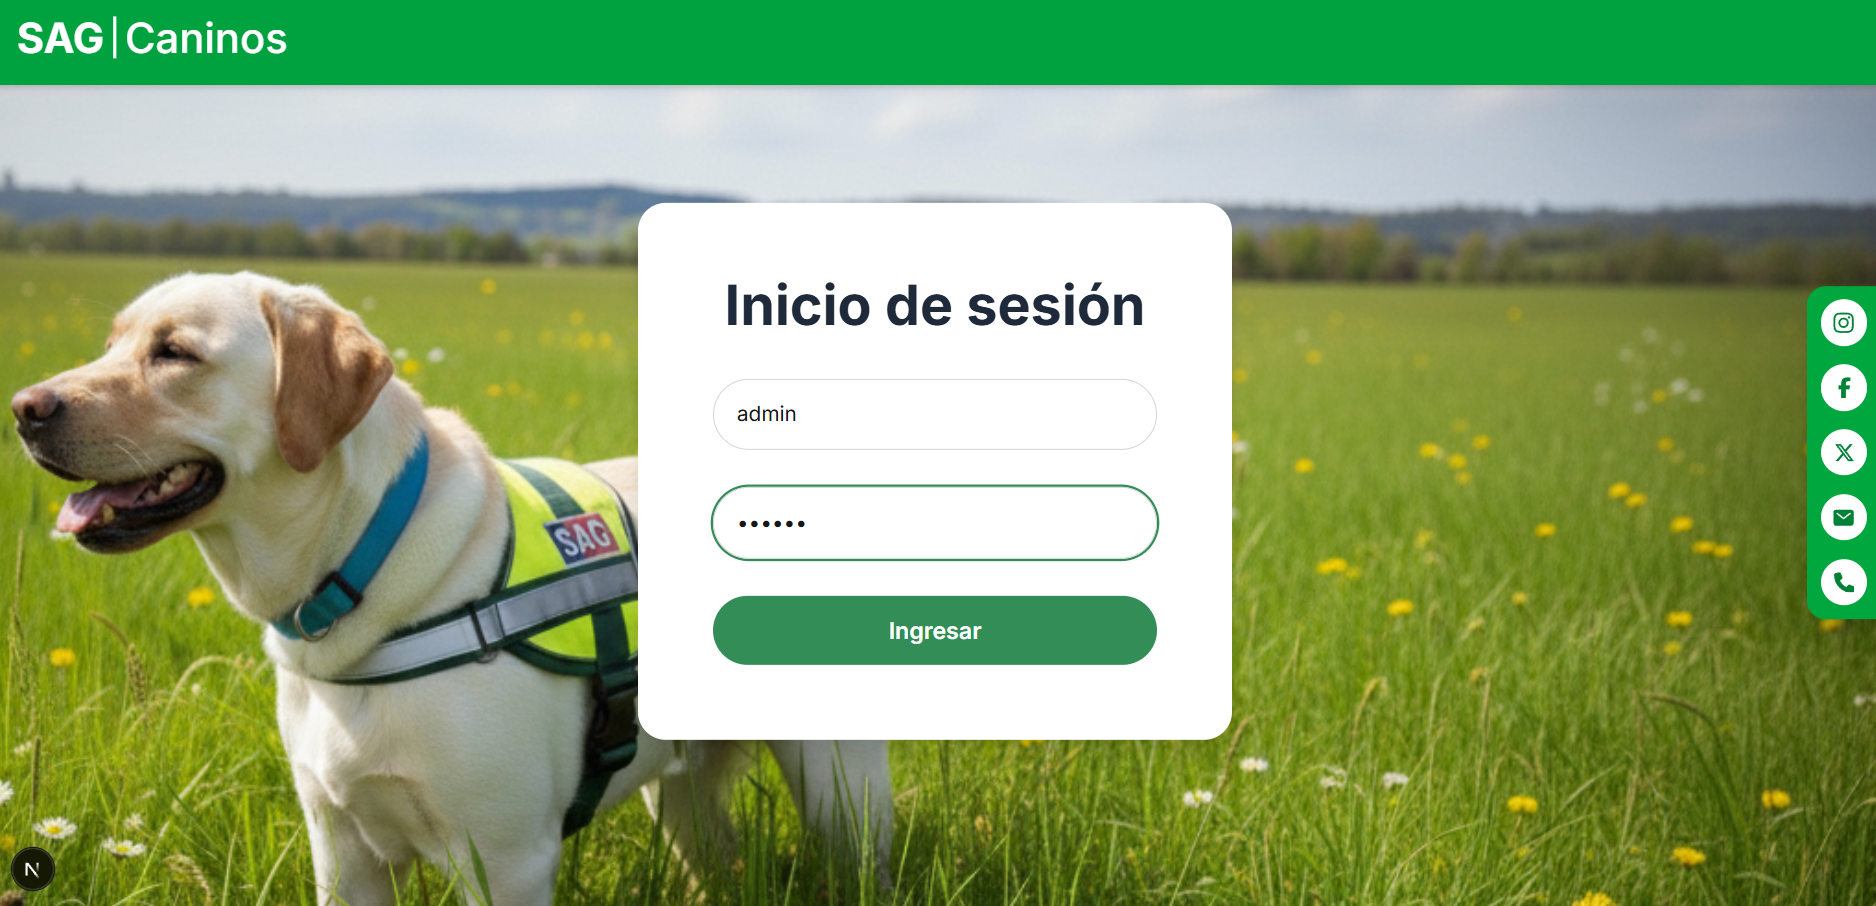 SAG|Caninos
Inicio de sesión
admin
••••••
SAG
Ingresar
N